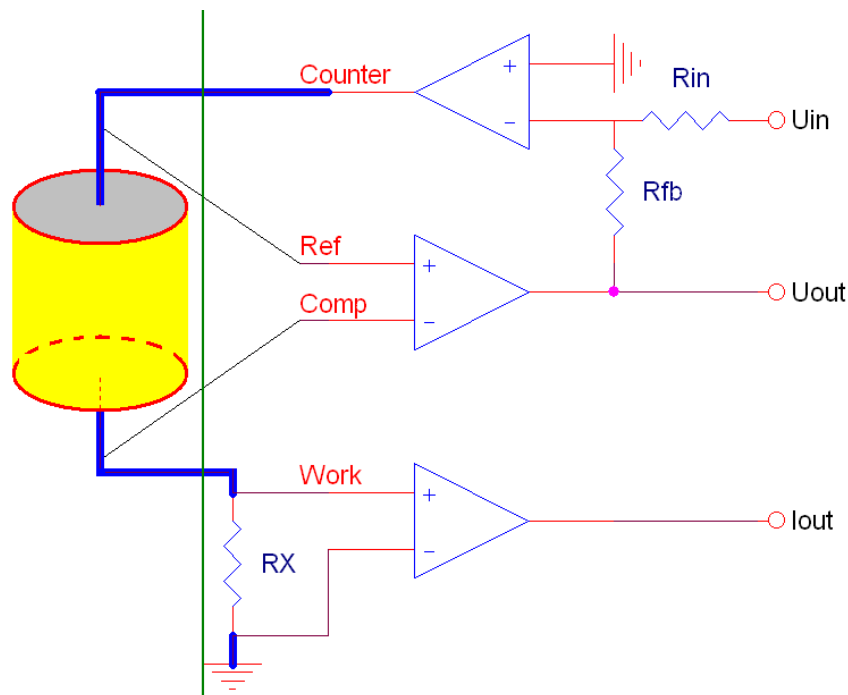 Counter
+
−
Rin
Uin
Rfb
Ref
+
Comp
−
Uout
Work
+
−
Iout
RX